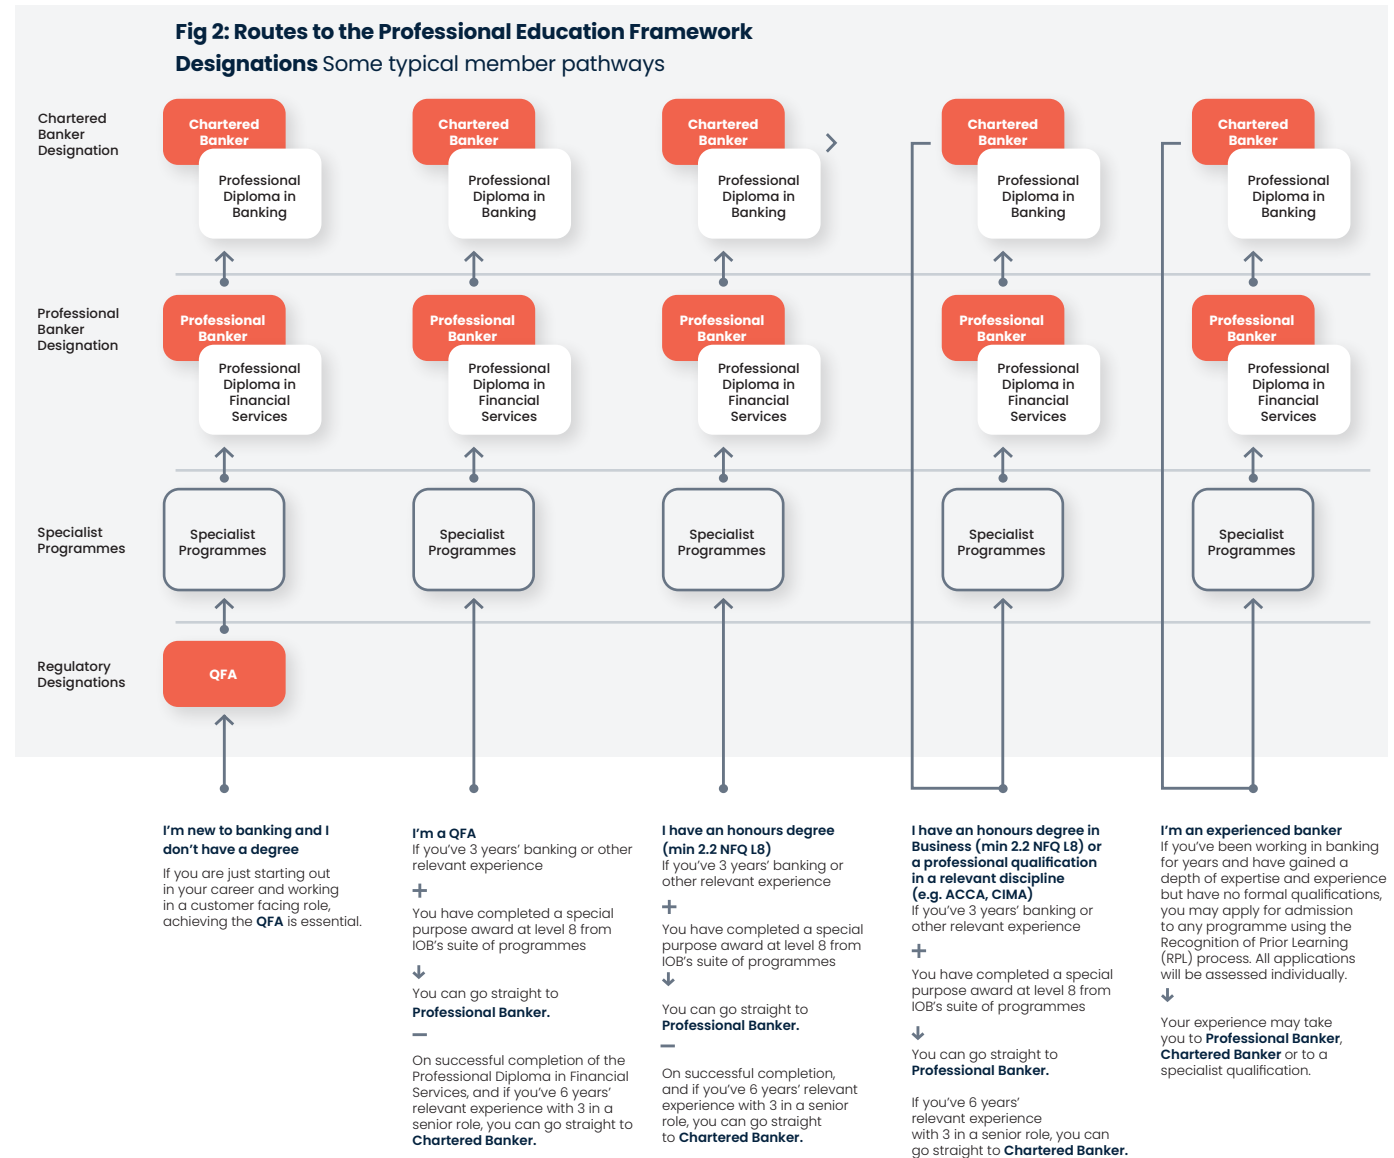 Fig 2: Routes to the Professional Education Framework
Designations Some typical member pathways
Chartered
Banker
Designation
Chartered
Banker
Professional
Diploma in
Banking
Chartered
Banker
Professional
Diploma in
Banking
Chartered
Banker
Professional
Diploma in
Banking
Chartered
Banker
Professional
Diploma in
Banking
Chartered
Banker
Professional
Diploma in
Banking
Professional
Banker
Designation
Professional
Banker
Professional
Diploma in
Financial
Services
Professional
Banker
Professional
Diploma in
Financial
Services
Professional
Banker
Professional
Diploma in
Financial
Services
Professional
Banker
Professional
Diploma in
Financial
Services
Professional
Banker
Professional
Diploma in
Financial
Services
Specialist
Programmes
Specialist
Programmes
Specialist
Programmes
Specialist
Programmes
Specialist
Programmes
Specialist
Programmes
Regulatory
Designations
QFA
I'm new to banking and I
don't have a degree
If you are just starting out
in your career and working
in a customer facing role,
achieving the QFA is essential.
I'm a QFA
If you've 3 years' banking or other
relevant experience
+
You have completed a special
purpose award at level 8 from
IOB's suite of programmes
You can go straight to
Professional Banker.
–
On successful completion of the
Professional Diploma in Financial
Services, and if you've 6 years'
relevant experience with 3 in a
senior role, you can go straight to
Chartered Banker.
I have an honours degree
(min 2.2 NFQ L8)
If you've 3 years' banking or
other relevant experience
+
You have completed a special
purpose award at level 8 from
IOB's suite of programmes
You can go straight to
Professional Banker.
–
On successful completion,
and if you've 6 years' relevant
experience with 3 in a senior
role, you can go straight
to Chartered Banker.
I have an honours degree in
Business (min 2.2 NFQ L8) or
a professional qualification
in a relevant discipline
(e.g. ACCA, CIMA)
If you've 3 years' banking or
other relevant experience
+
You have completed a special
purpose award at level 8 from
IOB's suite of programmes
You can go straight to
Professional Banker.
If you've 6 years'
relevant experience
with 3 in a senior role, you can
go straight to Chartered Banker.
I'm an experienced banker
If you've been working in banking
for years and have gained a
depth of expertise and experience
but have no formal qualifications,
you may apply for admission
to any programme using the
Recognition of Prior Learning
(RPL) process. All applications
will be assessed individually.
Your experience may take
you to Professional Banker,
Chartered Banker or to a
specialist qualification.